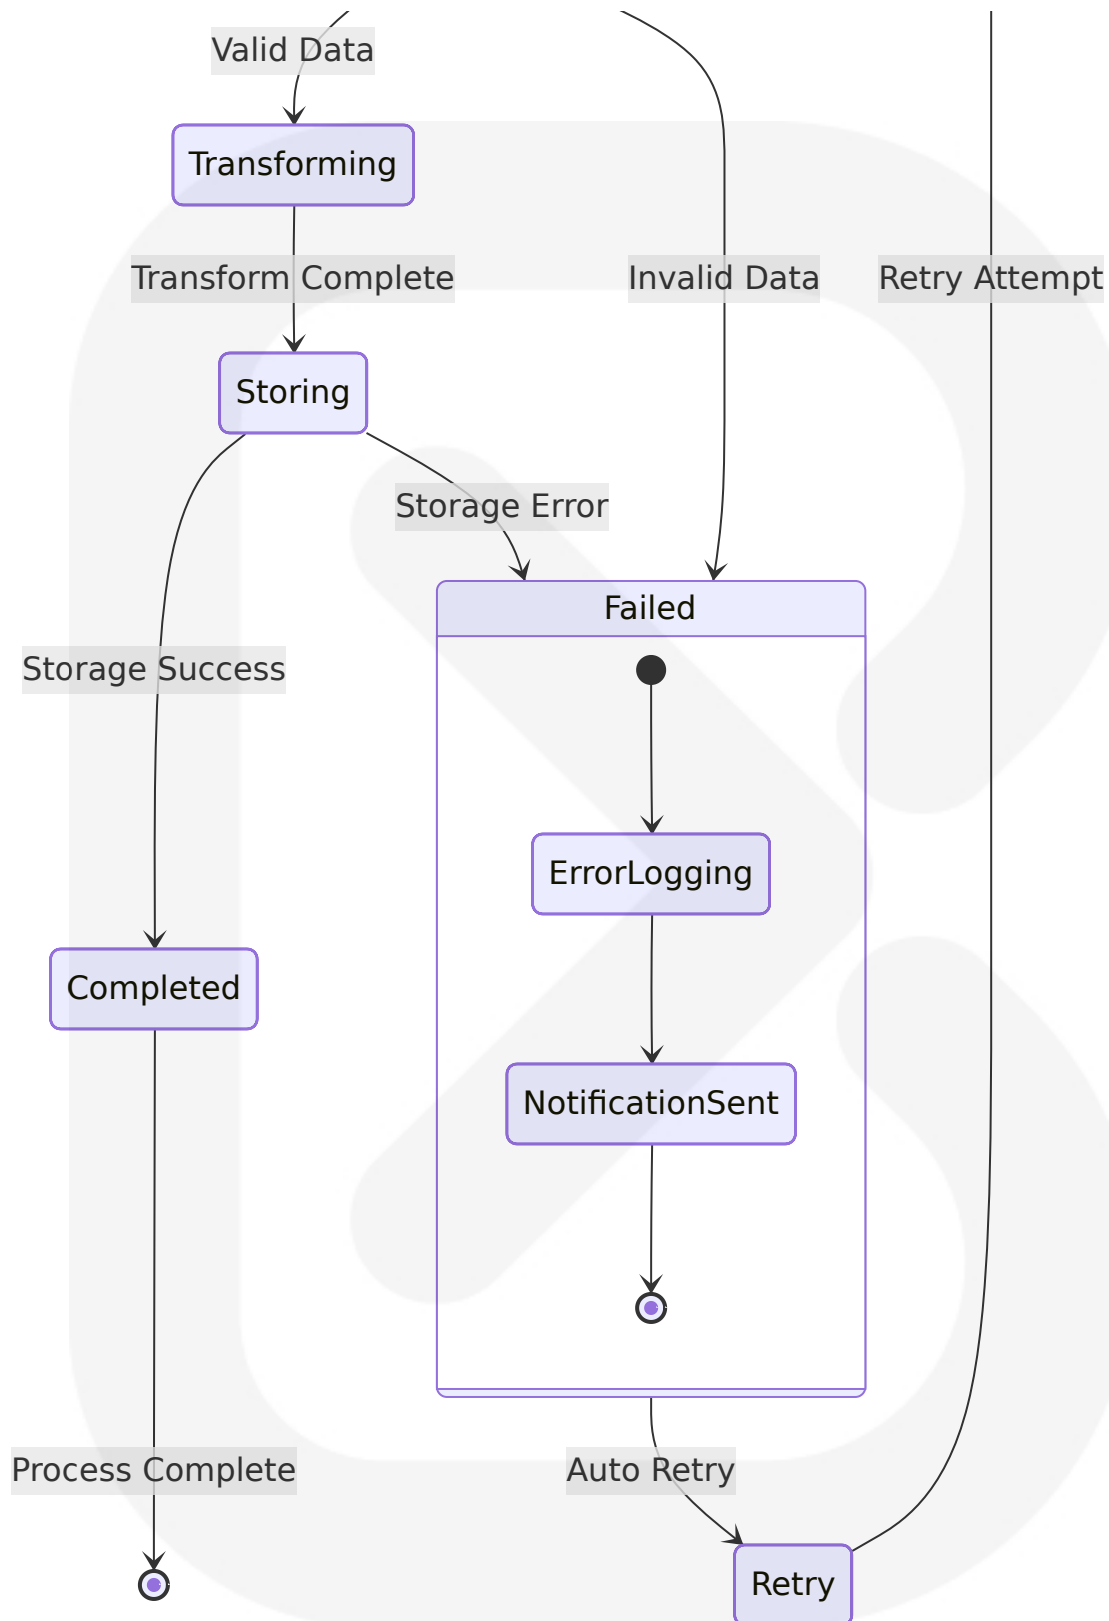 Valid Data
Transforming
Transform Complete
Invalid Data
Retry Attempt
Storing
Storage Error
Failed
Storage Success
ErrorLogging
Completed
NotificationSent
Process Complete
Auto Retry
Retry